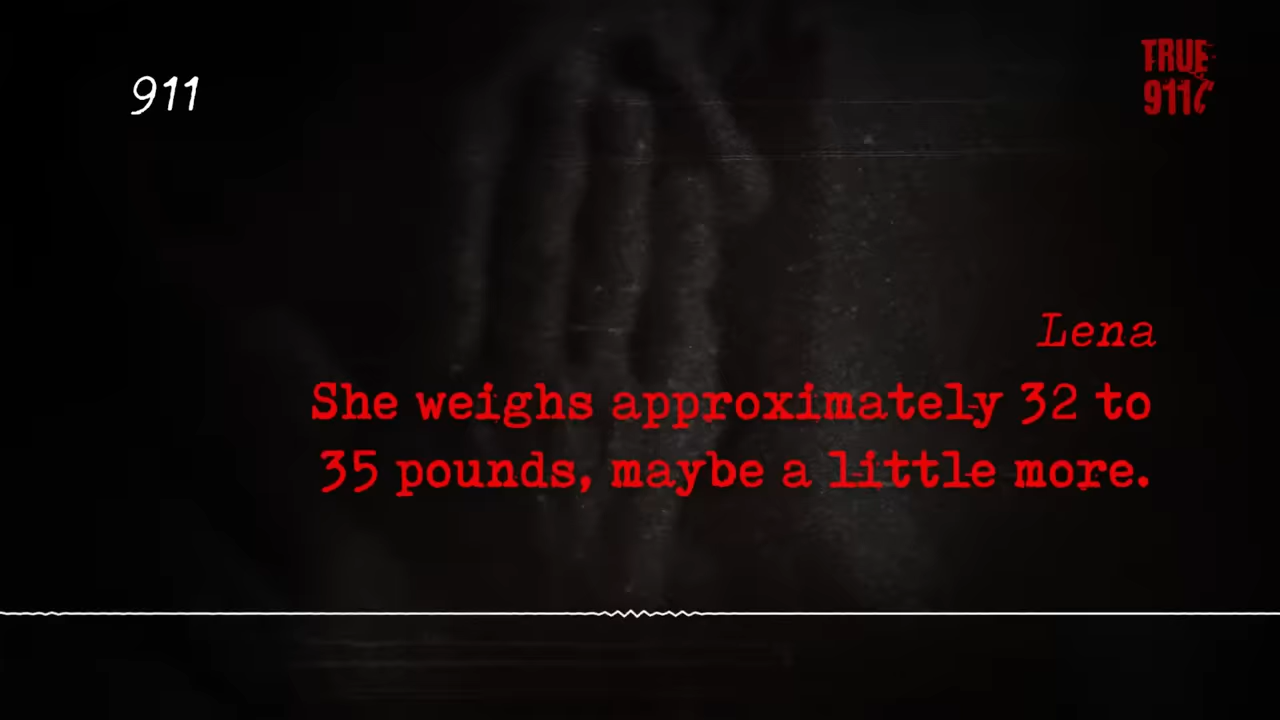 911
TRUE
911
Lena
She weighs approximately 32 to
35 pounds, maybe a little more.